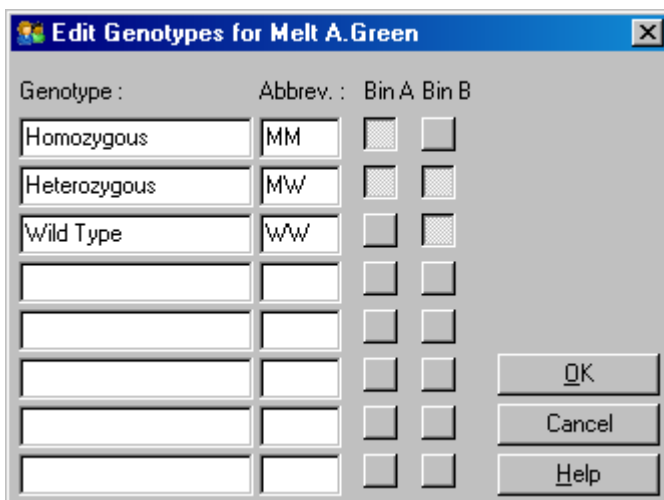 Edit Genotypes for Melt A.Green
Genotype : Abbrev. : Bin A Bin B
Homozygous MM
Heterozygous MW
Wild Type WW
OK
Cancel
Help